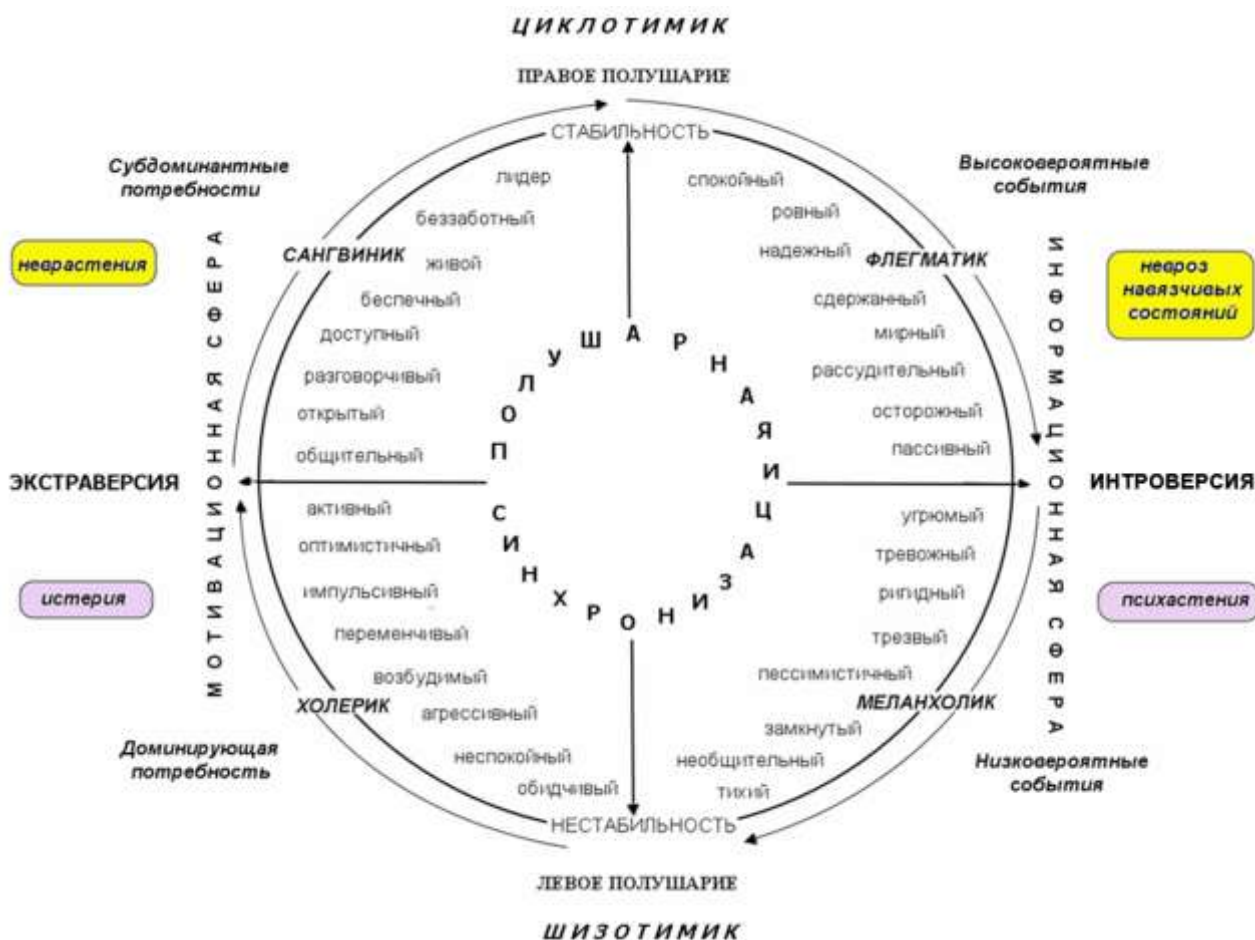 ЦИКЛОТИМИК
ПРАВОЕ ПОЛУШАРИЕ
СТАБИЛЬНОСТЬ
Субдоминантные
потребности
Высоковероятные
события
неврастения
невроз
навязчивых
состояний
МОТИВАЦИОННАЯ СФЕРА
ИНФОРМАЦИОННАЯ СФЕРА
САНГВИНИК
лидер
беззаботный
живой
беспечный
доступный
разговорчивый
открытый
общительный
ФЛЕГМАТИК
спокойный
ровный
надежный
сдержанный
мирный
рассудительный
осторожный
пассивный
ПОЛУШАРНАЯ
СИНХРОНИЗАЦИЯ
ЭКСТРАВЕРСИЯ
ИНТРОВЕРСИЯ
активный
оптимистичный
импульсивный
переменчивый
возбудимый
агрессивный
неспокойный
обидчивый
ХОЛЕРИК
угрюмый
тревожный
ригидный
трезвый
пессимистичный
замкнутый
необщительный
тихий
МЕЛАНХОЛИК
истерия
психастения
Доминирующая
потребность
Низковероятные
события
НЕСТАБИЛЬНОСТЬ
ЛЕВОЕ ПОЛУШАРИЕ
ШИЗОТИМИК